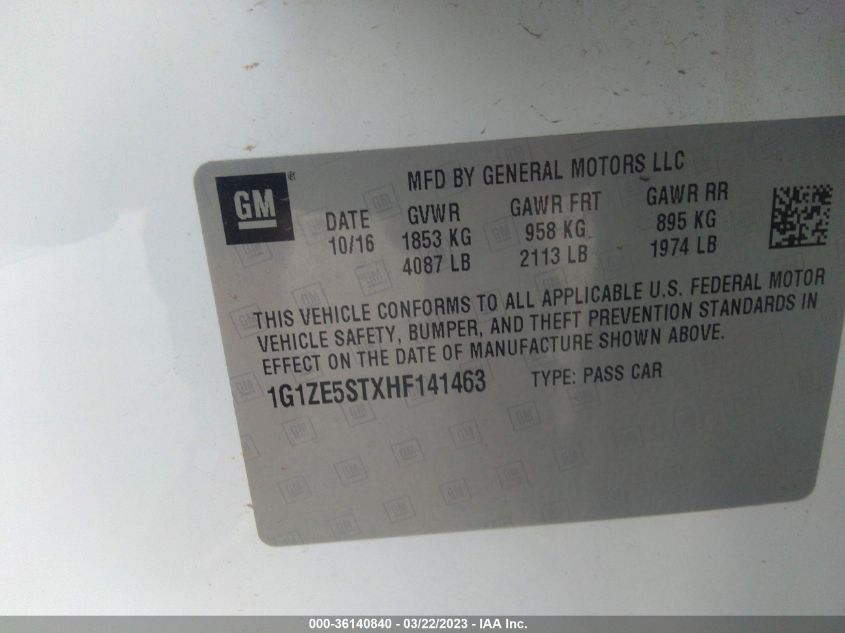 GM®
MFD BY GENERAL MOTORS LLC
DATE GVWR GAWR FRT GAWR RR
10/16 1853 KG 958 KG 895 KG
4087 LB 2113 LB 1974 LB
THIS VEHICLE CONFORMS TO ALL APPLICABLE U.S. FEDERAL MOTOR
VEHICLE SAFETY, BUMPER, AND THEFT PREVENTION STANDARDS IN
EFFECT ON THE DATE OF MANUFACTURE SHOWN ABOVE.
1G1ZE5STXHF141463 TYPE: PASS CAR
000-36140840 - 03/22/2023 - IAA Inc.